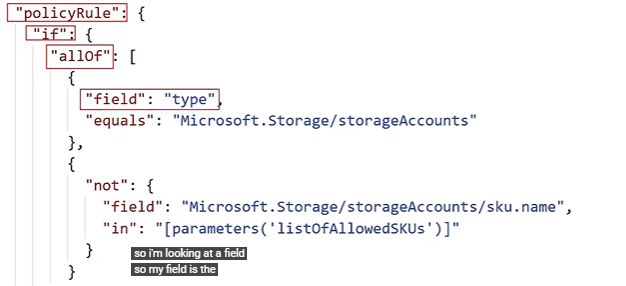 "policyRule": {
"if": {
"allOf": [
{
"field": "type",
"equals": "Microsoft.Storage/storageAccounts"
},
{
"not": {
"field": "Microsoft.Storage/storageAccounts/sku.name",
"in": "[parameters('listOfAllowedSKUs')]"
}
so i'm looking at a field
so my field is the
}